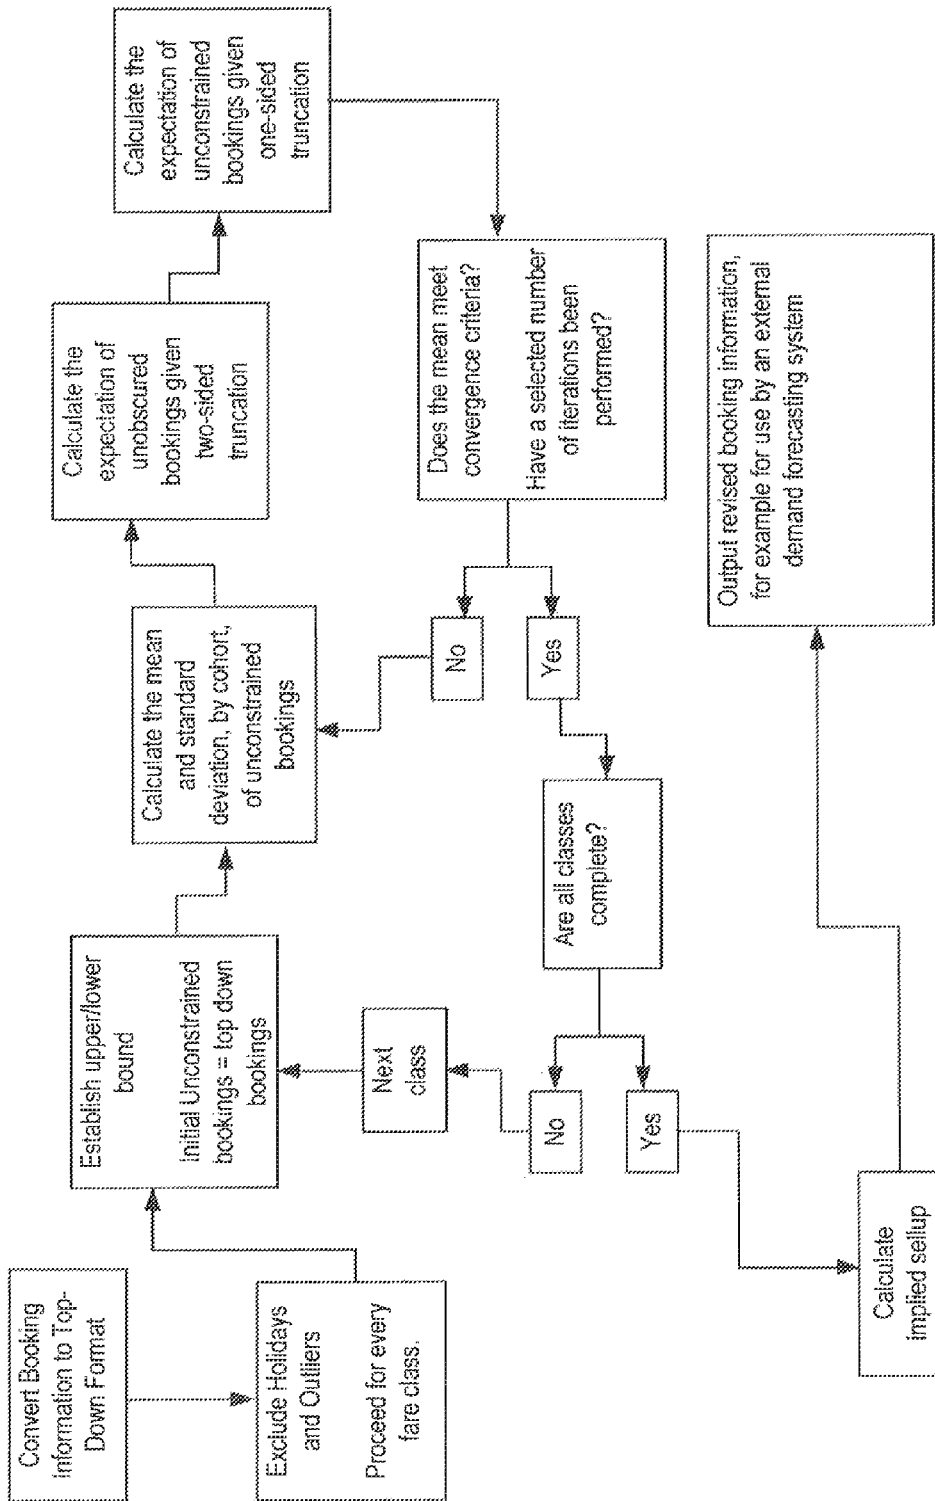 Convert Booking
Information to Top-
Down Format
Exclude Holidays
and Outliers
Proceed for every
fare class.
Establish upper/lower
bound
Initial Unconstrained
bookings = top down
bookings
Calculate the mean
and standard
deviation, by cohort,
of unconstrained
bookings
Calculate the
expectation of
unobscured
bookings given
two-sided
truncation
Calculate the
expectation of
unconstrained
bookings given
one-sided
truncation
Does the mean meet
convergence criteria?
Have a selected number
of iterations been
performed?
No
Yes
Are all classes
complete?
No
Yes
Next
class
Calculate
implied sellup
Output revised booking information,
for example for use by an external
demand forecasting system